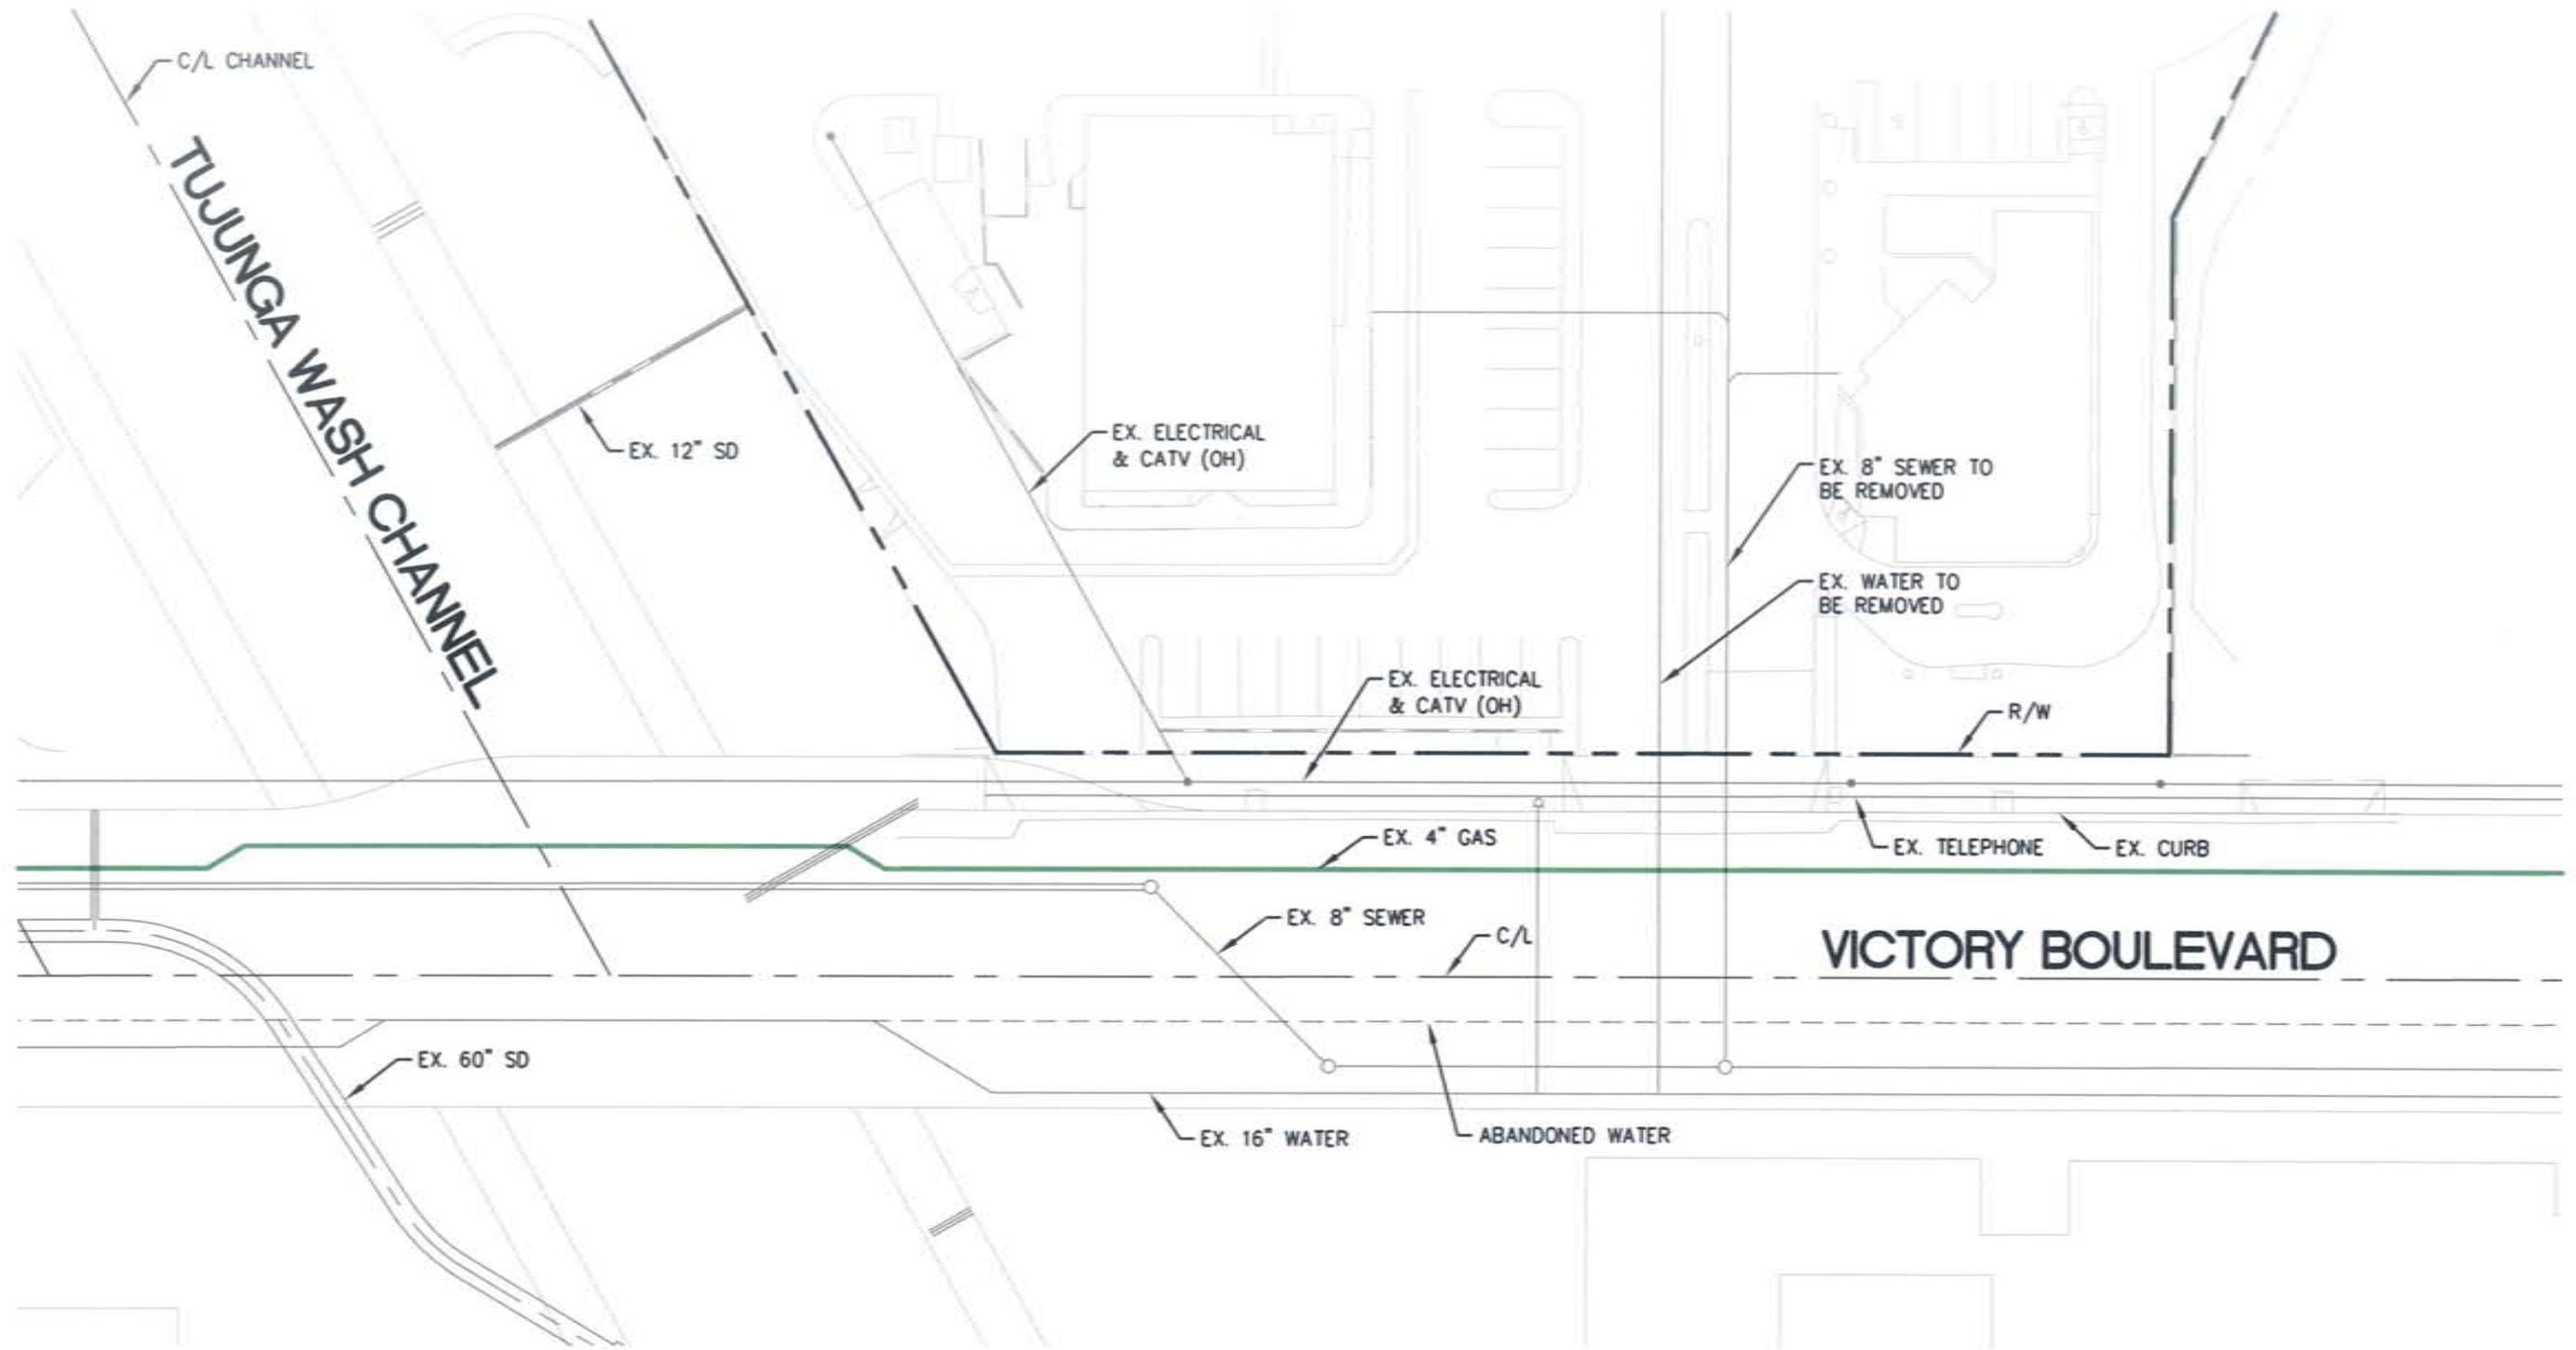 C/L CHANNEL
TUJUNGA WASH CHANNEL
EX. 12" SD
EX. ELECTRICAL
& CATV (OH)
EX. 8" SEWER TO
BE REMOVED
EX. WATER TO
BE REMOVED
EX. ELECTRICAL
& CATV (OH)
R/W
EX. 4" GAS
EX. TELEPHONE
EX. CURB
EX. 8" SEWER
C/L
VICTORY BOULEVARD
EX. 60" SD
EX. 16" WATER
ABANDONED WATER